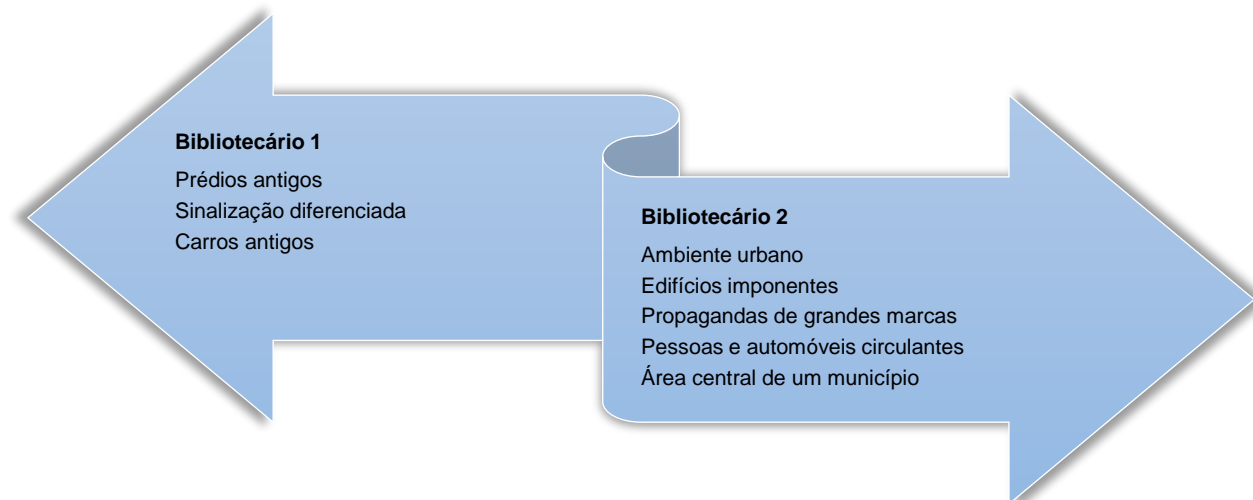 Bibliotecário 1
Prédios antigos
Sinalização diferenciada
Carros antigos
Bibliotecário 2
Ambiente urbano
Edifícios imponentes
Propagandas de grandes marcas
Pessoas e automóveis circulantes
Área central de um município